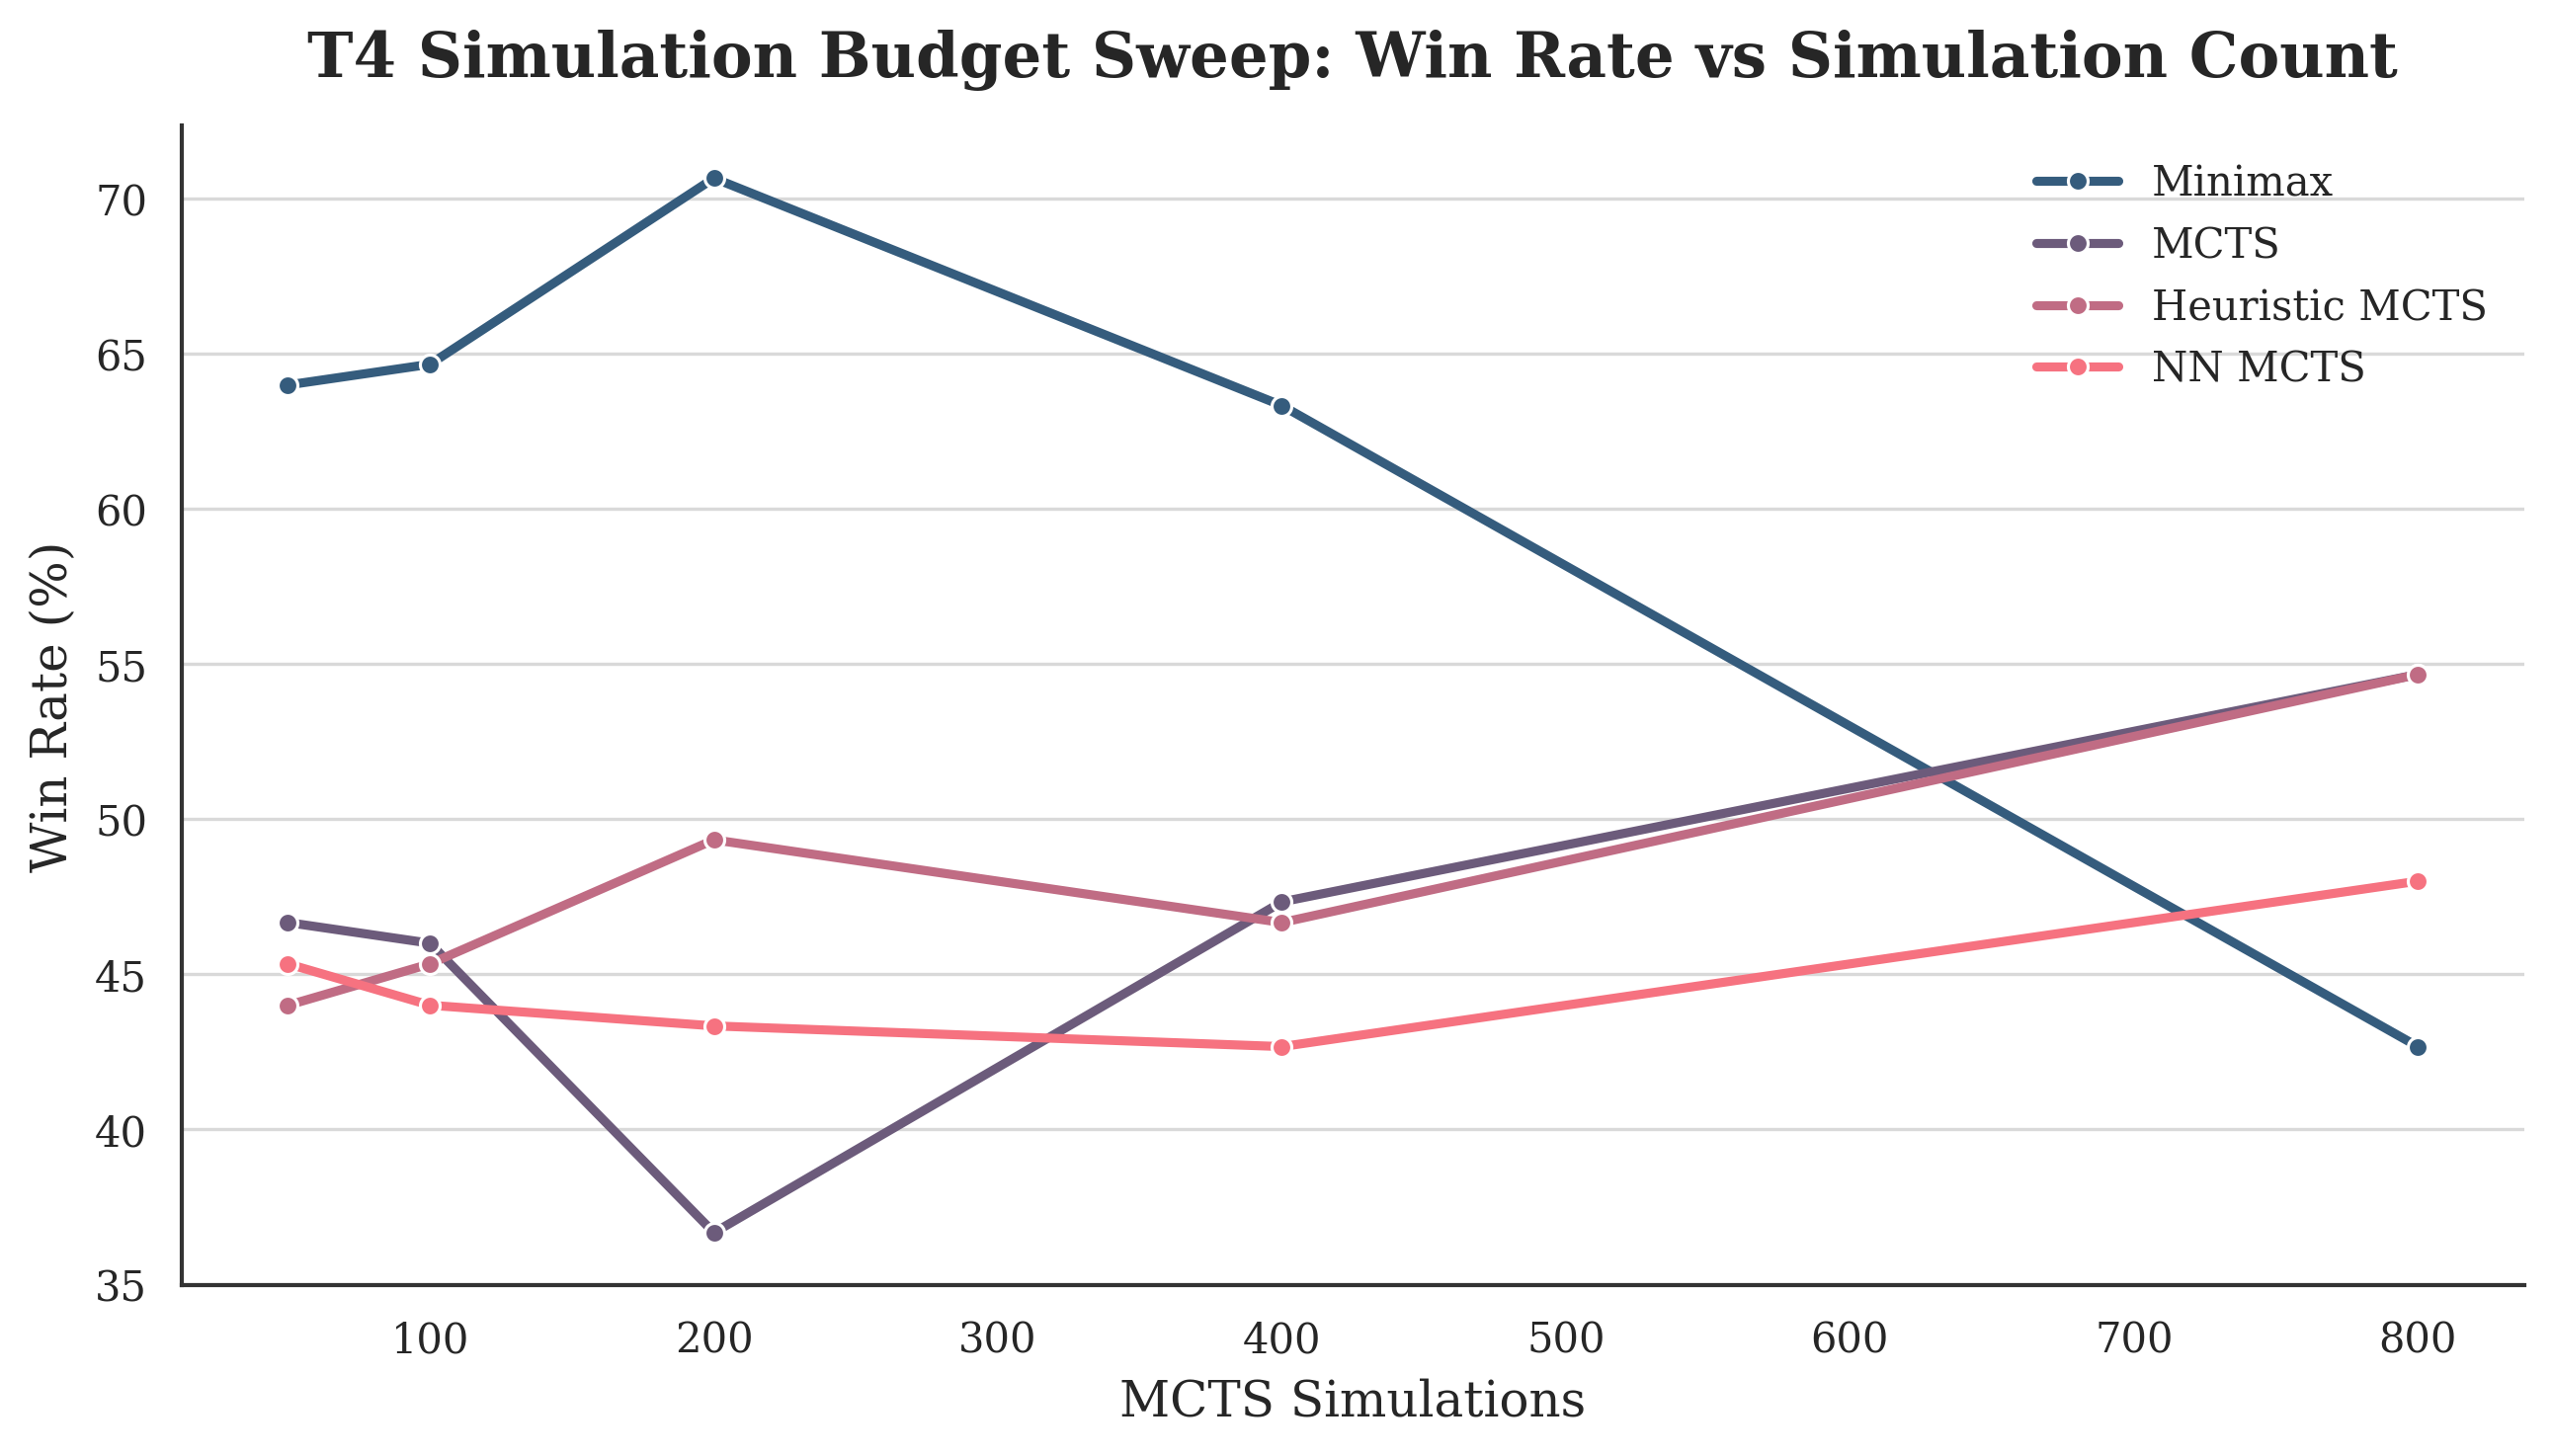 T4 Simulation Budget Sweep: Win Rate vs Simulation Count
Minimax
MCTS
Heuristic MCTS
NN MCTS
Win Rate (%)
70
65
60
55
50
45
40
35
100 200 300 400 500 600 700 800
MCTS Simulations